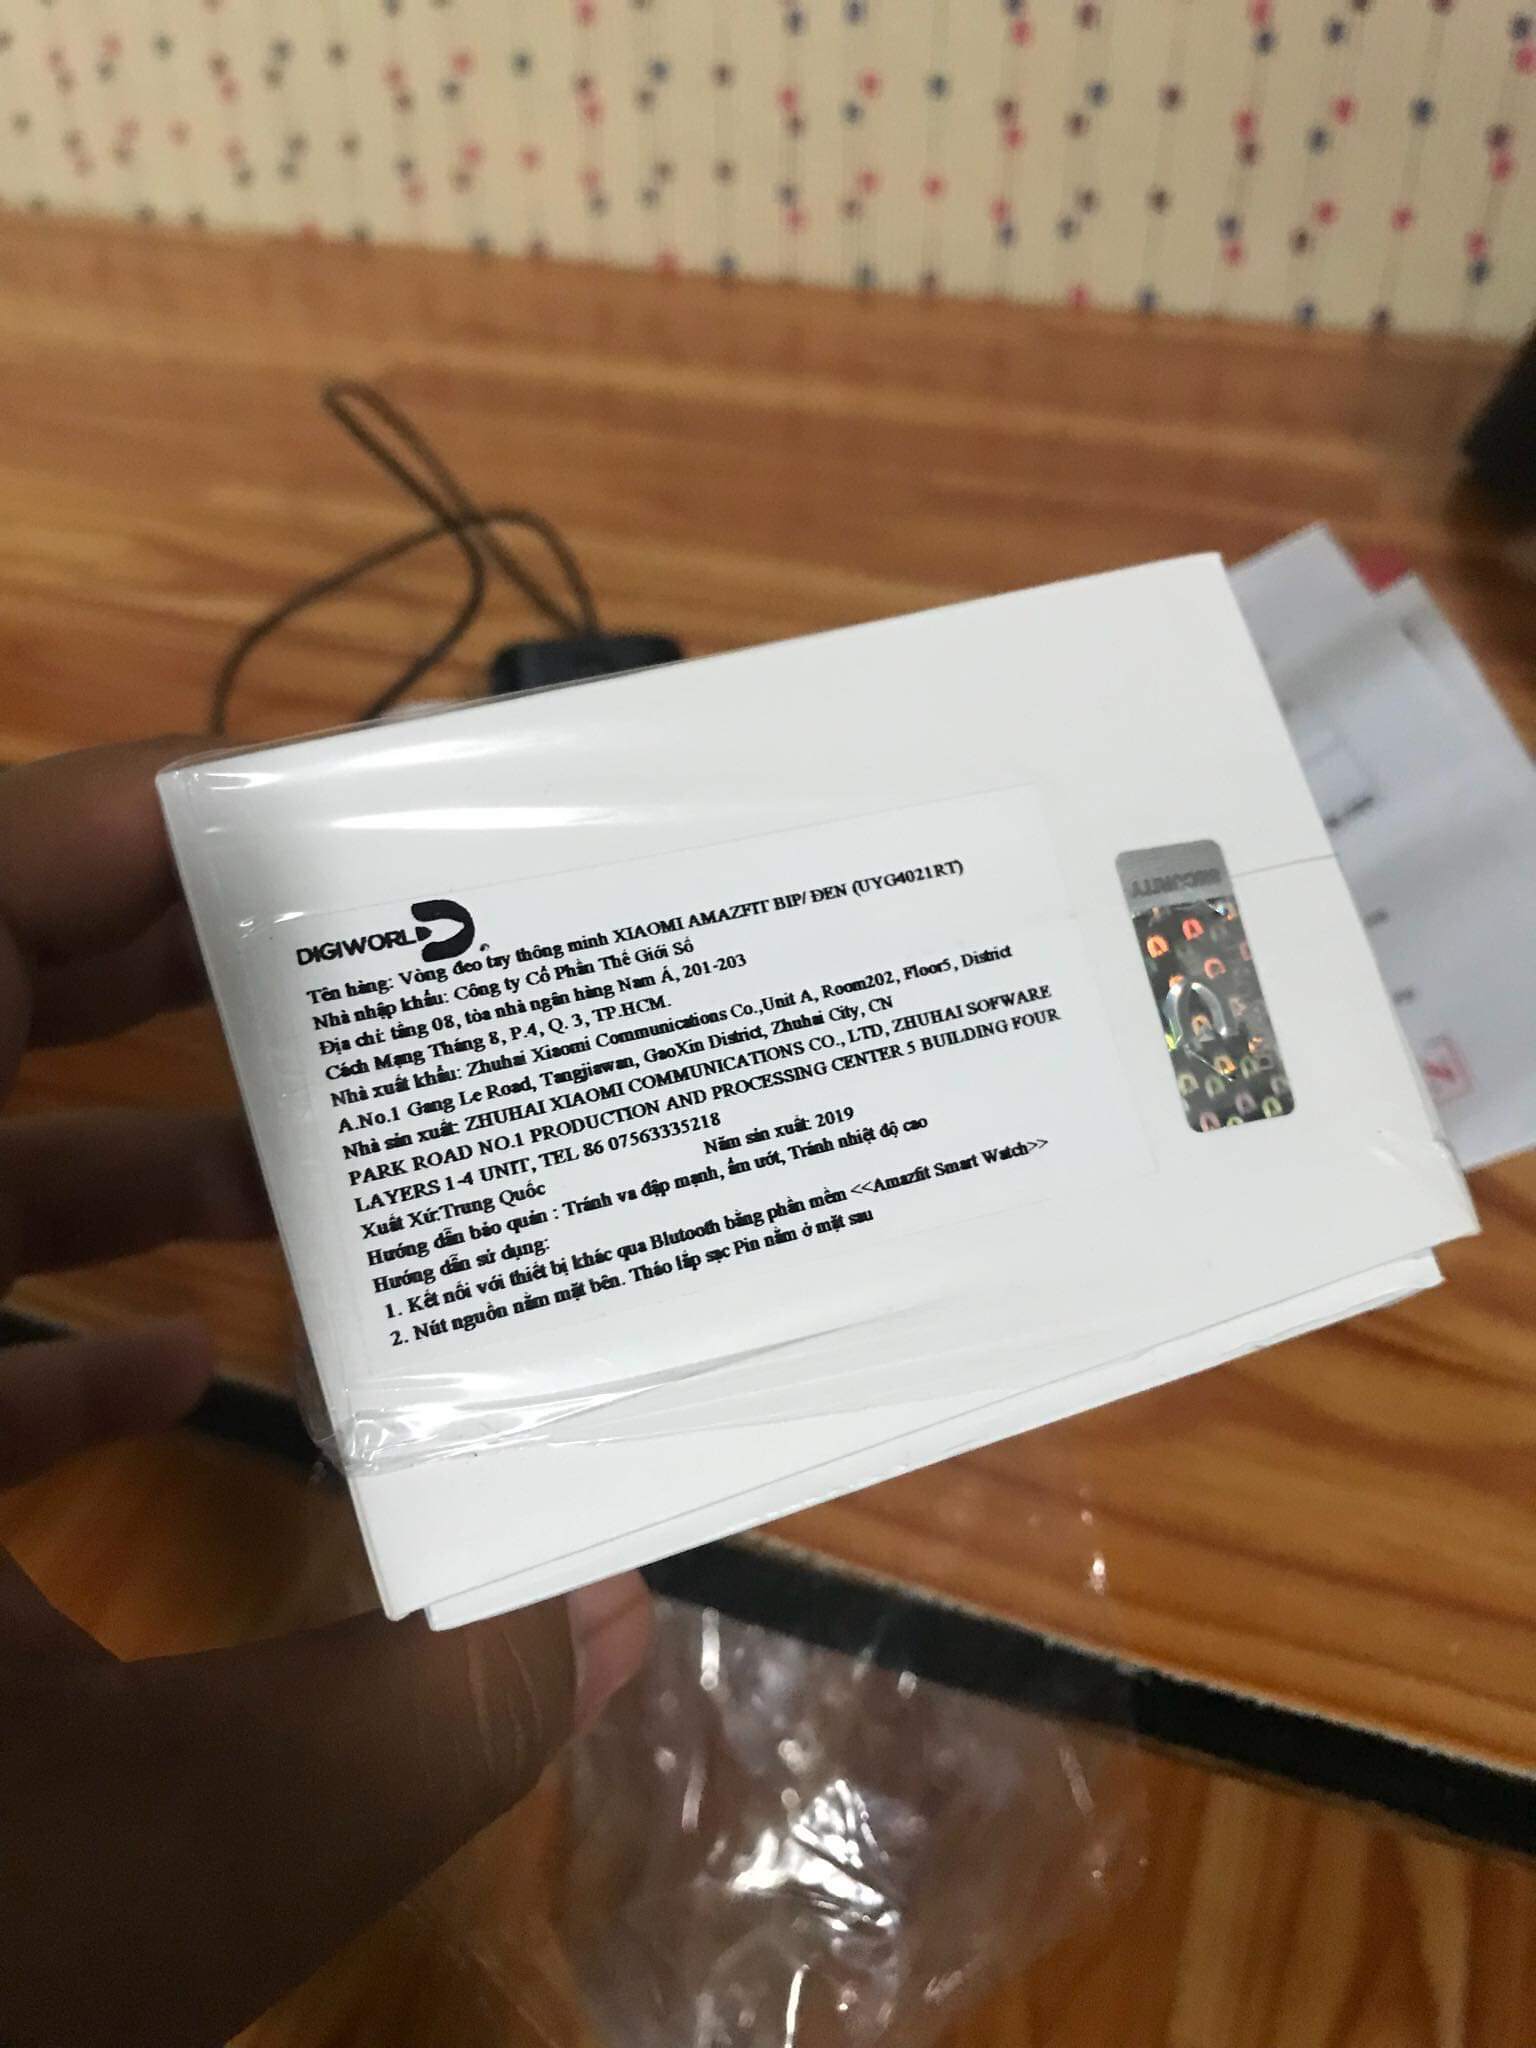 DIGIWORLD
Tên hàng: Vòng đeo tay thông minh XIAOMI AMAZFIT BIP/ ĐEN (UYG4021RT)
Nhà nhập khẩu: Công ty Cổ Phần Thế Giới Số
Địa chỉ: tầng 08, tòa nhà ngân hàng Nam Á, 201-203
Cách Mạng Tháng 8, P.4, Q. 3, TP.HCM.
Nhà xuất khẩu: Zhuhai Xiaomi Communications Co.,Unit A, Room202, Floor5, District
A.No.1 Gang Le Road, Tangjiawan, GaoXin District, Zhuhai City, CN
Nhà sản xuất: ZHUHAI XIAOMI COMMUNICATIONS CO., LTD, ZHUHAI SOFWARE
PARK ROAD NO.1 PRODUCTION AND PROCESSING CENTER 5 BUILDING FOUR
LAYERS 1-4 UNIT, TEL 86 07563335218
Xuất Xứ:Trung Quốc Năm sản xuất: 2019
Hướng dẫn bảo quản : Tránh va đập mạnh, ẩm ướt, Tránh nhiệt độ cao
Hướng dẫn sử dụng:
1. Kết nối với thiết bị khác qua Blutooth bằng phần mềm <<Amazfit Smart Watch>>
2. Nút nguồn nằm mặt bên. Tháo lắp sạc Pin nằm ở mặt sau
SECURITY